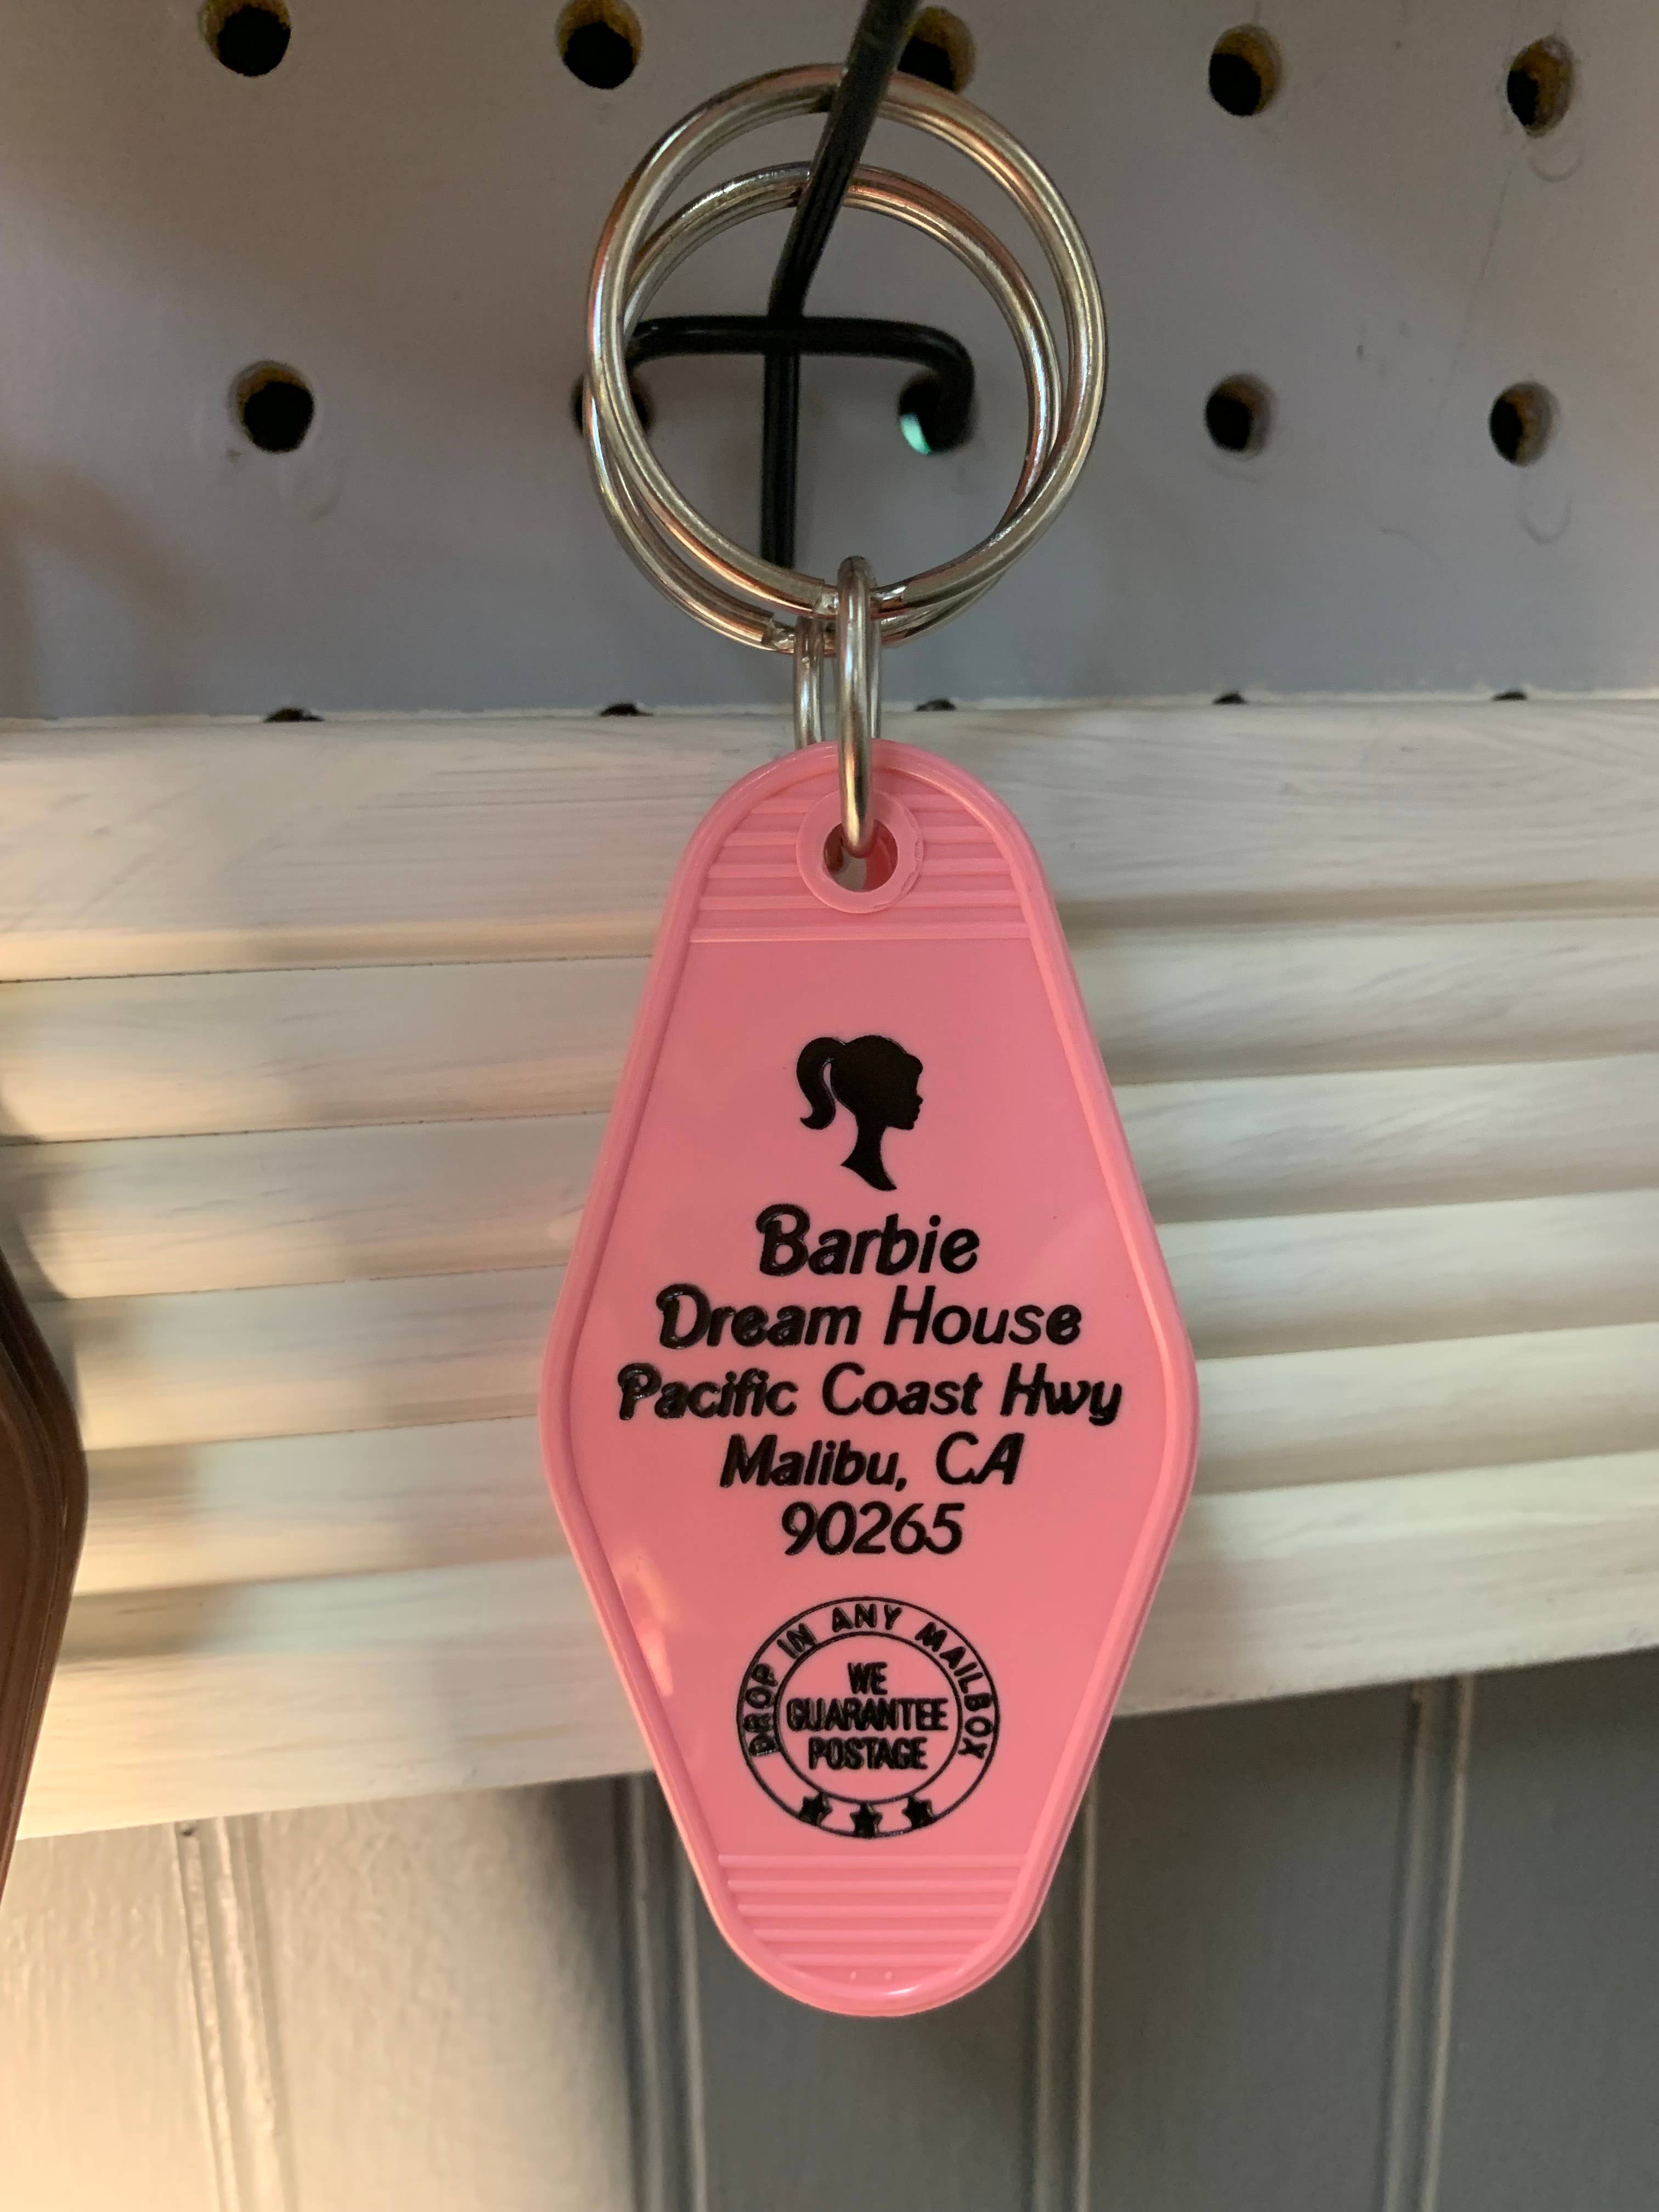 Barbie
Dream House
Pacific Coast Hwy
Malibu, CA
90265
DROP IN ANY MAILBOX
WE
GUARANTEE
POSTAGE